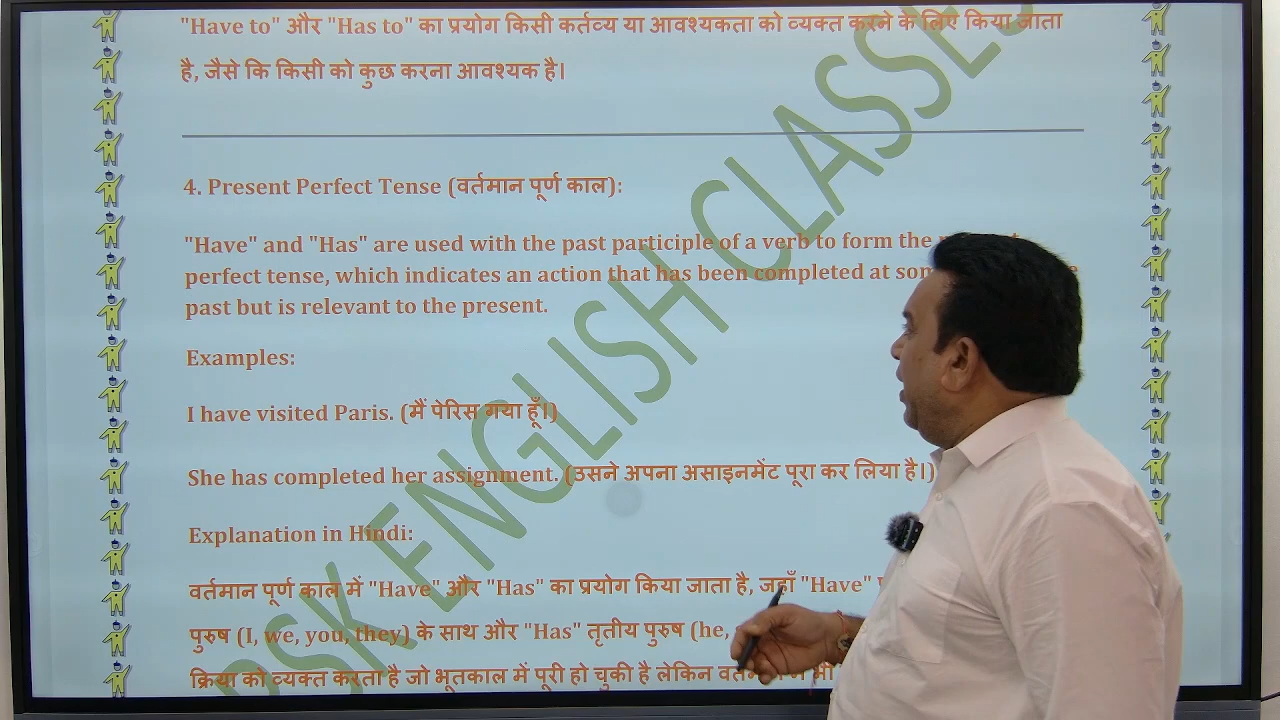 "Have to" और "Has to" का प्रयोग किसी कर्तव्य या आवश्यकता को व्यक्त करने के लिए किया जाता
है, जैसे कि किसी को कुछ करना आवश्यक है।
4. Present Perfect Tense (वर्तमान पूर्ण काल):
"Have" and "Has" are used with the past participle of a verb to form the
perfect tense, which indicates an action that has been completed at
past but is relevant to the present.
Examples:
I have visited Paris. (मैं पेरिस गया हूँ।)
She has completed her assignment. (उसने अपना असाइनमेंट पूरा कर लिया है।)
Explanation in Hindi:
वर्तमान पूर्ण काल में "Have" और "Has" का प्रयोग किया जाता है, जहाँ "Have"
पुरुष (I, we, you, they) के साथ और "Has" तृतीय पुरुष (he,
क्रिया को व्यक्त करता है जो भूतकाल में पूरी हो चुकी है लेकिन
PSK ENGLISH CLASSES